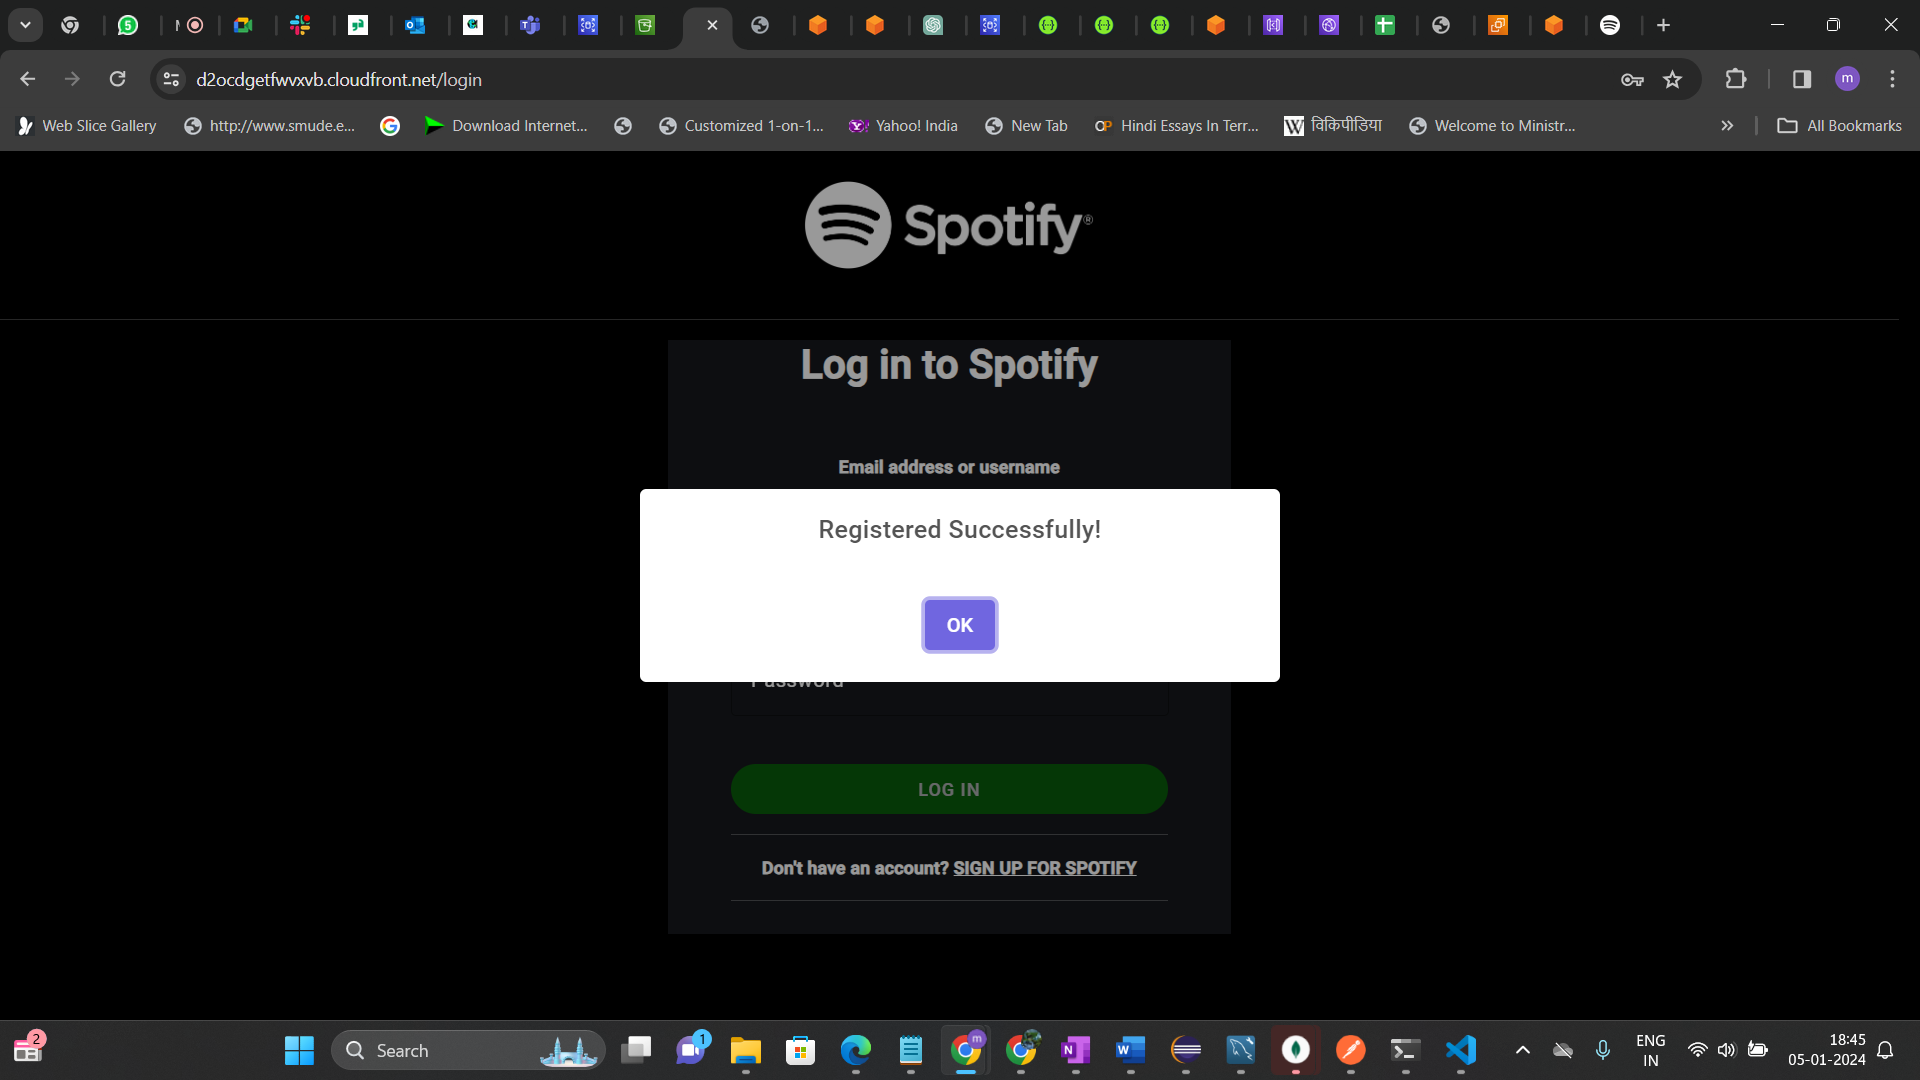 d2ocdgetfwvxvb.cloudfront.net/login
m
Web Slice Gallery
http://www.smude.e...
Download Internet...
Customized 1-on-1...
Yahoo! India
New Tab
Hindi Essays In Terr...
विकिपीडिया
Welcome to Ministr...
All Bookmarks
Spotify®
Log in to Spotify
Email address or username
Registered Successfully!
OK
Password
LOG IN
Don't have an account? SIGN UP FOR SPOTIFY
2
Search
1
m
ENG
IN
18:45
05-01-2024